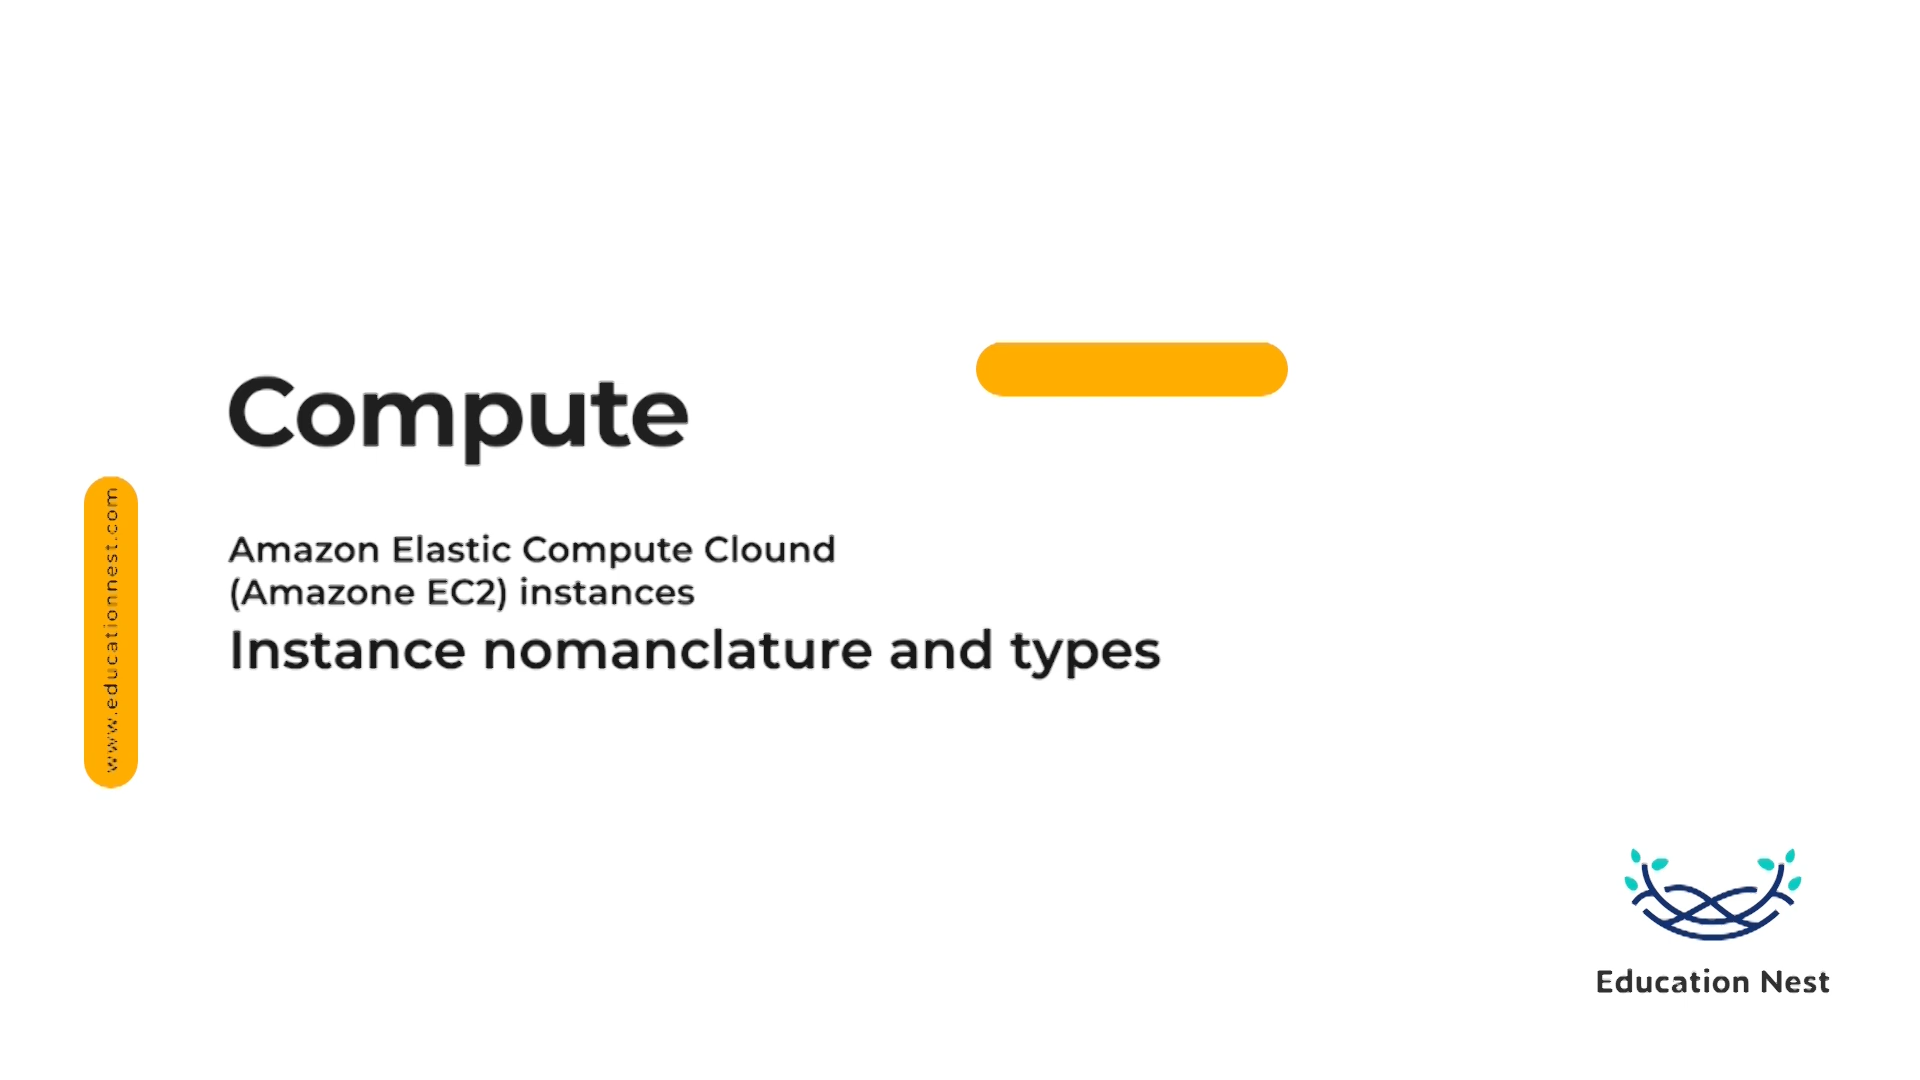 Compute
www.educationnest.com
Amazon Elastic Compute Clound
(Amazone EC2) instances
Instance nomanclature and types
Education Nest